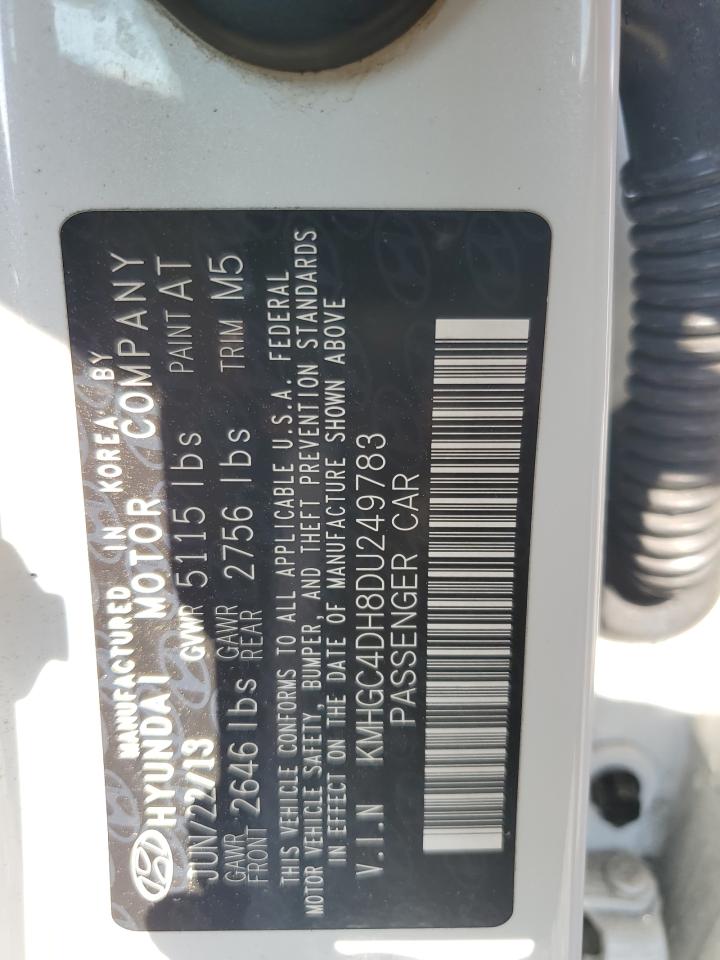 MANUFACTURED IN KOREA BY
HYUNDAI MOTOR COMPANY
JUN/22/13 GVWR 5115 lbs PAINT AT
GAWR FRONT 2646 lbs GAWR REAR 2756 lbs TRIM M5
THIS VEHICLE CONFORMS TO ALL APPLICABLE U.S.A. FEDERAL
MOTOR VEHICLE SAFETY, BUMPER, AND THEFT PREVENTION STANDARDS
IN EFFECT ON THE DATE OF MANUFACTURE SHOWN ABOVE
V.I.N KMHGC4DH8DU249783
PASSENGER CAR